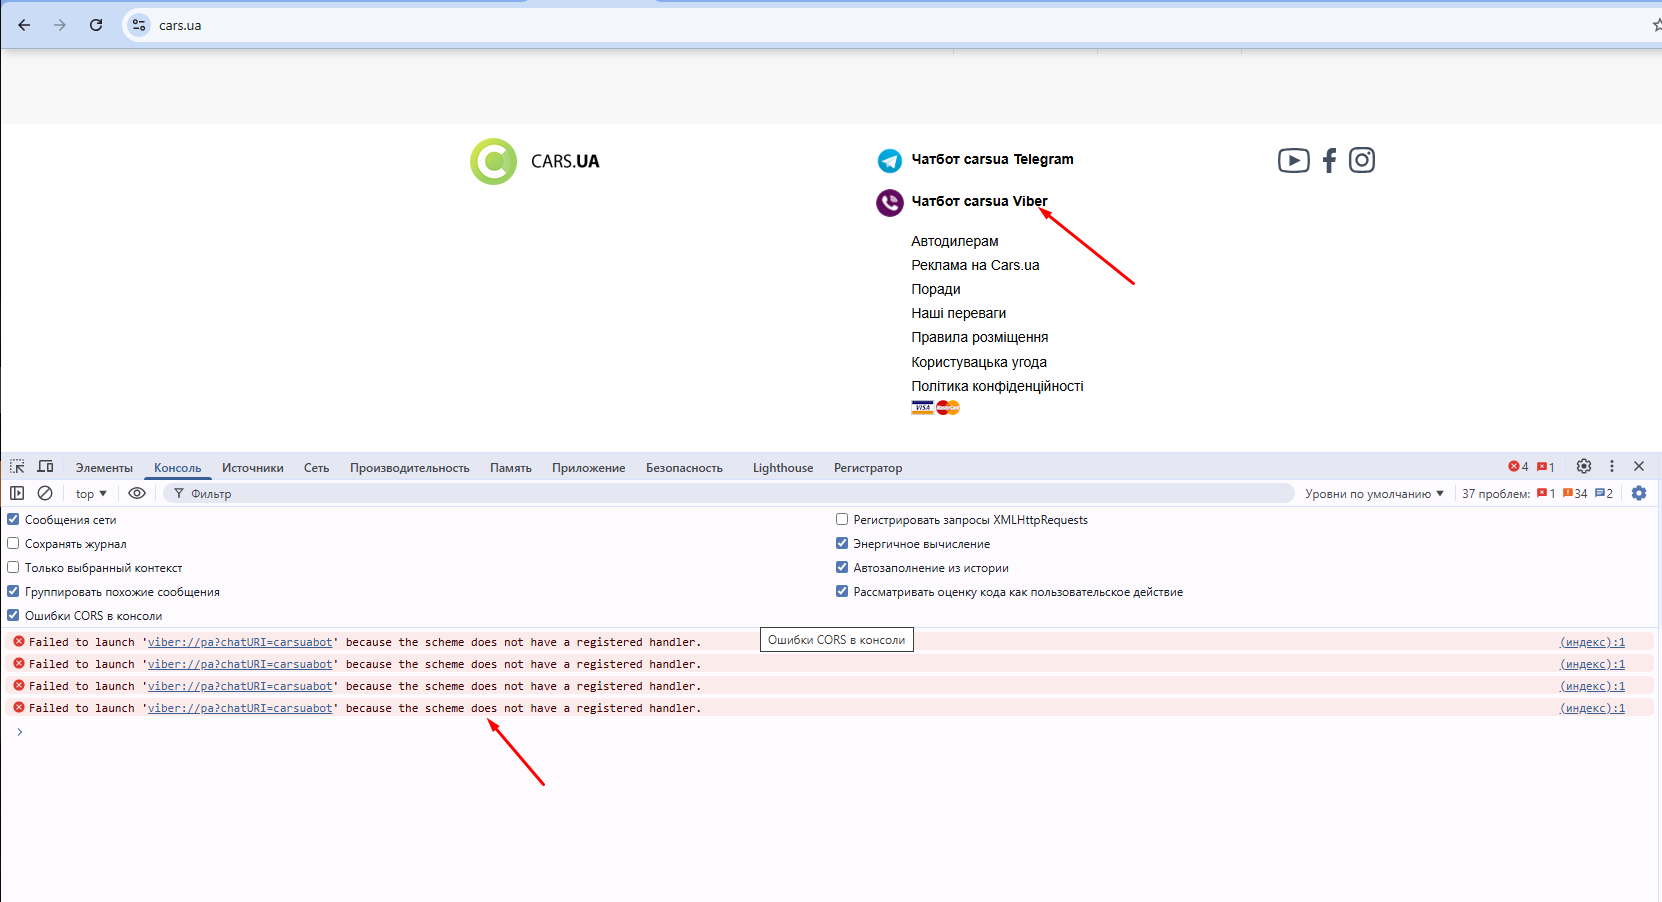 cars.ua
CARS.UA
Чатбот carsua Telegram
Чатбот carsua Viber
Автодилерам
Реклама на Cars.ua
Поради
Наші переваги
Правила розміщення
Користувацька угода
Політика конфіденційності
VISA MasterCard
Элементы Консоль Источники Сеть Производительность Память Приложение Безопасность Lighthouse Регистратор 4 1
top Фильтр Уровни по умолчанию 37 проблем: 1 34 2
Сообщения сети
Регистрировать запросы XMLHttpRequests
Сохранять журнал
Энергичное вычисление
Только выбранный контекст
Автозаполнение из истории
Группировать похожие сообщения
Рассматривать оценку кода как пользовательское действие
Ошибки CORS в консоли
Failed to launch 'viber://pa?chatURI=carsuabot' because the scheme does not have a registered handler. (индекс):1
Ошибки CORS в консоли
Failed to launch 'viber://pa?chatURI=carsuabot' because the scheme does not have a registered handler. (индекс):1
Failed to launch 'viber://pa?chatURI=carsuabot' because the scheme does not have a registered handler. (индекс):1
Failed to launch 'viber://pa?chatURI=carsuabot' because the scheme does not have a registered handler. (индекс):1